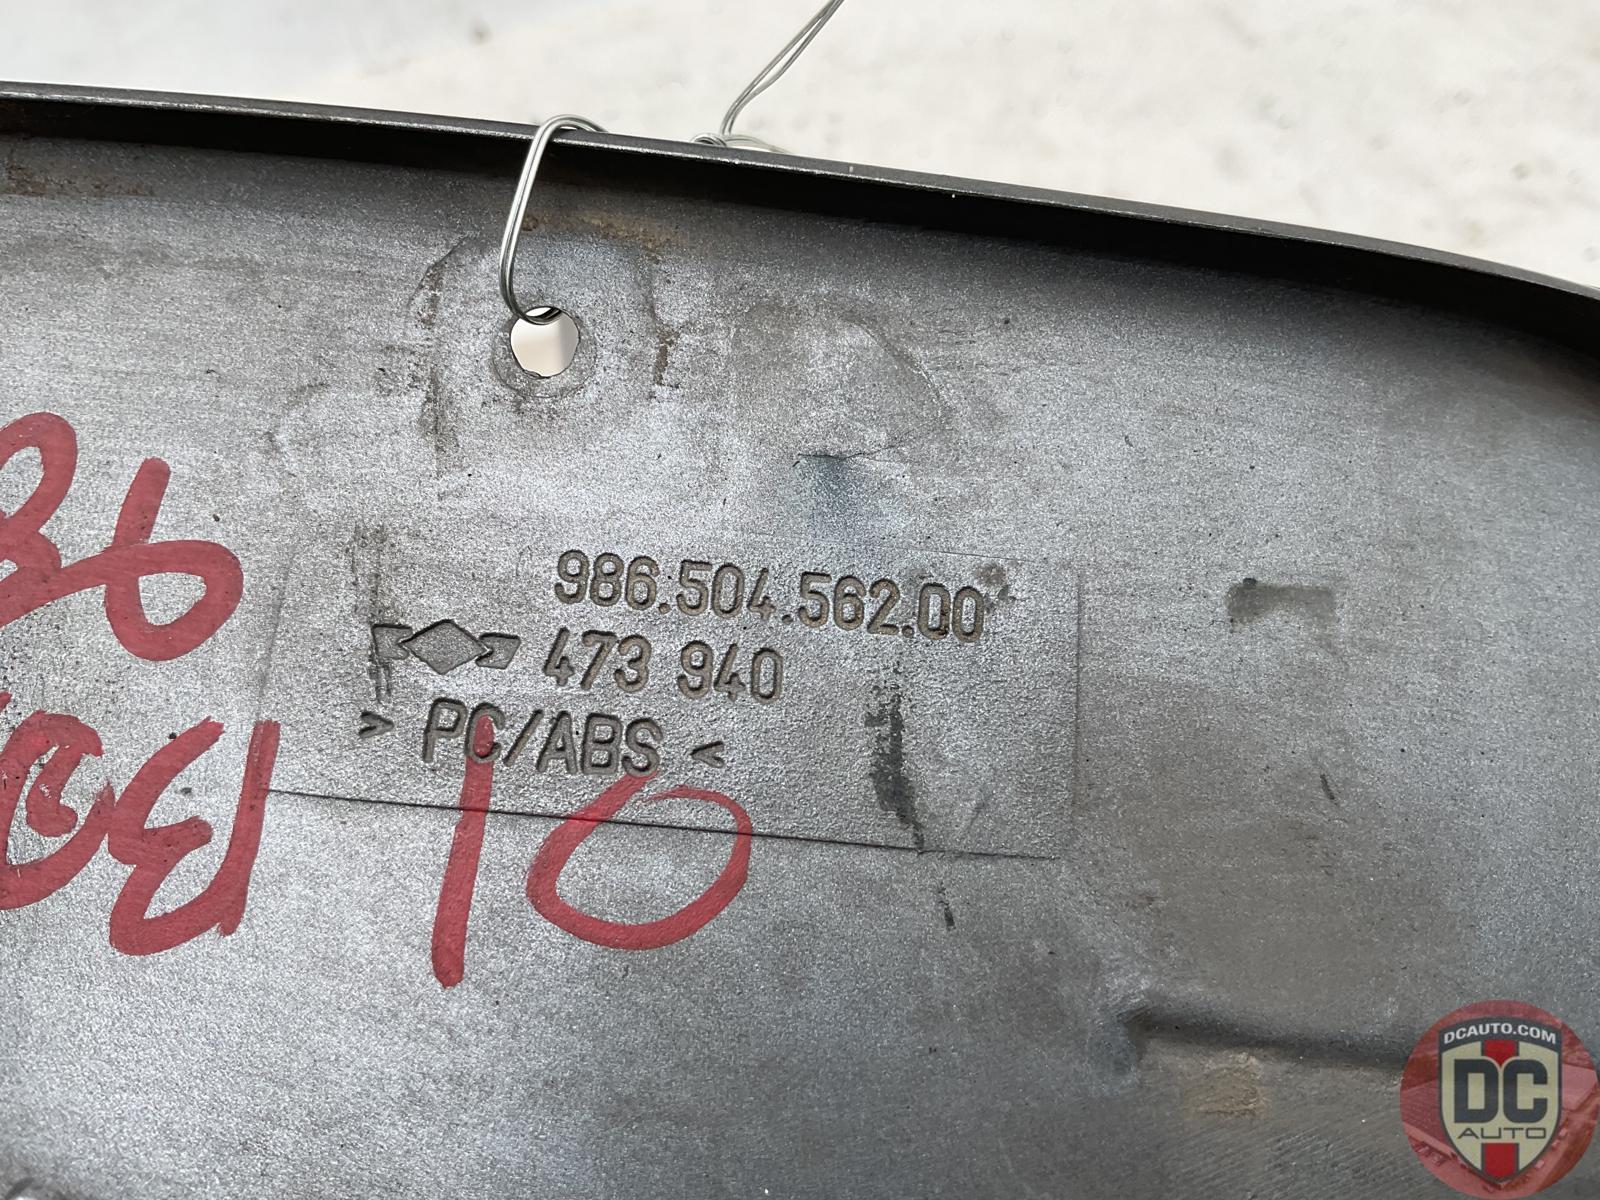 986.504.562.00
473 940
> PC/ABS <
10
DCAUTO.COM
DC
AUTO